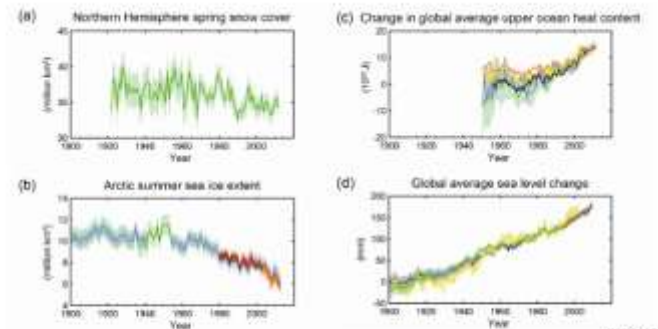 (a) Northern Hemisphere spring snow cover
(million km²)
45
40
35
30
1900 1920 1940 1960 1980 2000
Year
(b) Arctic summer sea ice extent
(million km²)
14
12
10
8
6
4
1900 1920 1940 1960 1980 2000
Year
(c) Change in global average upper ocean heat content
20
10
0
-10
-20
1900 1920 1940 1960 1980 2000
Year
(d) Global average sea level change
(mm)
200
150
100
50
0
-50
1900 1920 1940 1960 1980 2000
Year